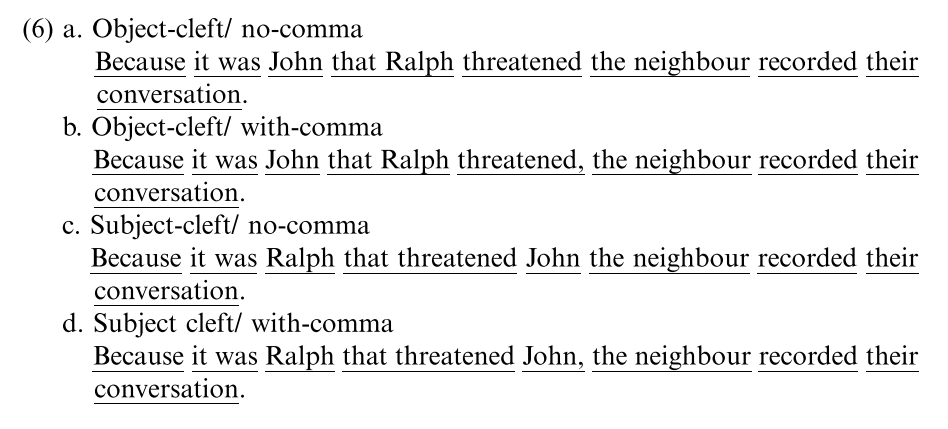 (6) a. Object-cleft/ no-comma
Because it was John that Ralph threatened the neighbour recorded their
conversation.
b. Object-cleft/ with-comma
Because it was John that Ralph threatened, the neighbour recorded their
conversation.
c. Subject-cleft/ no-comma
Because it was Ralph that threatened John the neighbour recorded their
conversation.
d. Subject cleft/ with-comma
Because it was Ralph that threatened John, the neighbour recorded their
conversation.